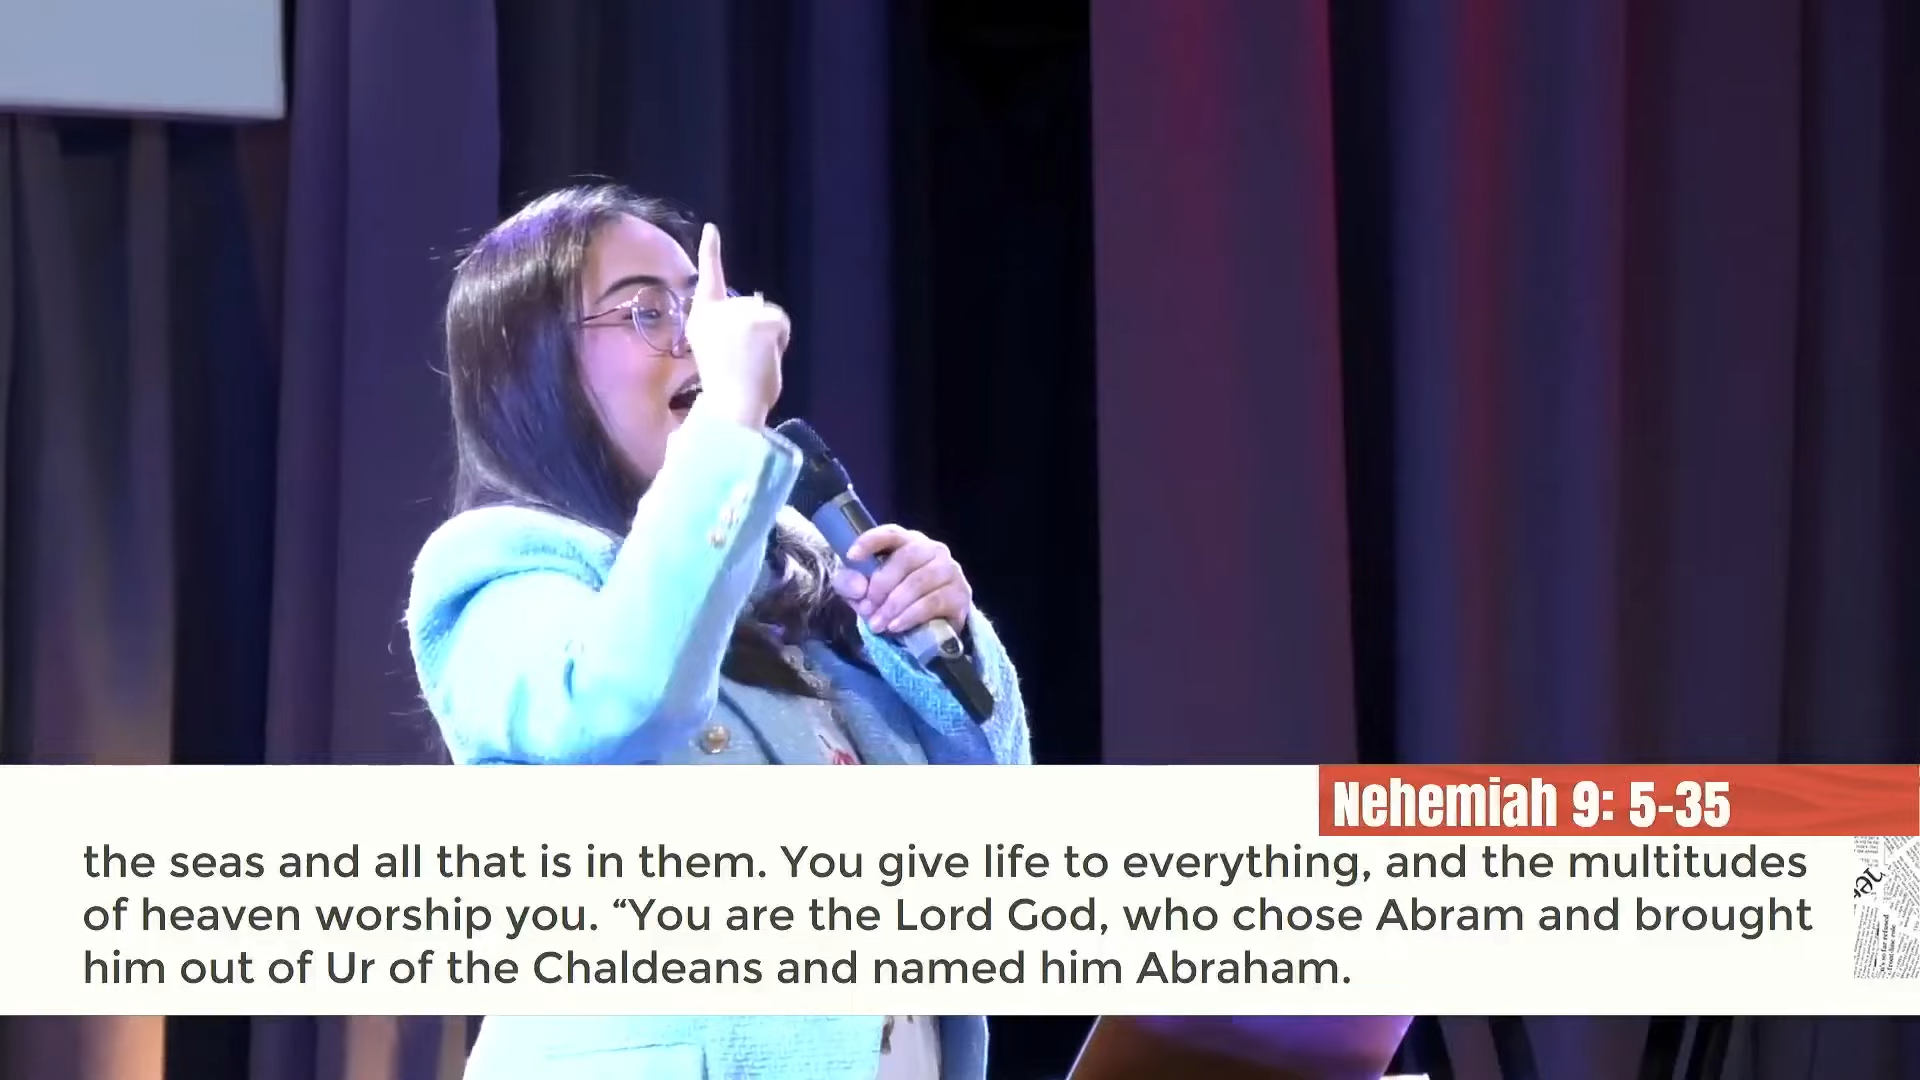 Nehemiah 9: 5-35
the seas and all that is in them. You give life to everything, and the multitudes
of heaven worship you. “You are the Lord God, who chose Abram and brought
him out of Ur of the Chaldeans and named him Abraham.